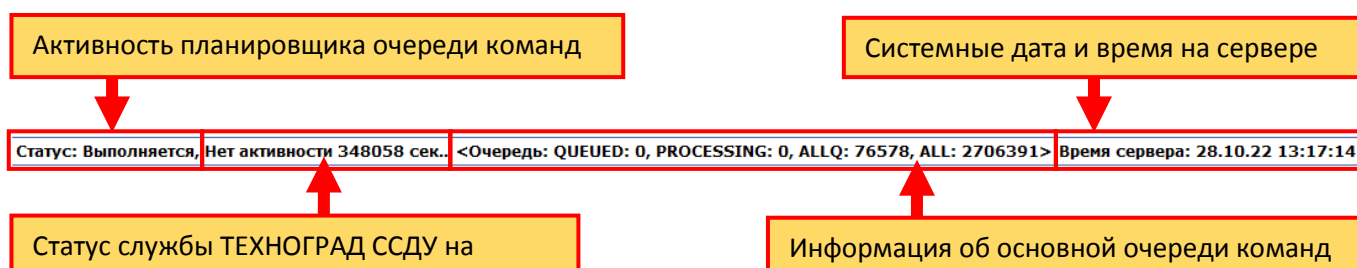 Активность планировщика очереди команд
Системные дата и время на сервере
Статус: Выполняется, Нет активности 348058 сек.. <Очередь: QUEUED: 0, PROCESSING: 0, ALLQ: 76578, ALL: 2706391> Время сервера: 28.10.22 13:17:14
Статус службы ТЕХНОГРАД ССДУ на
Информация об основной очереди команд